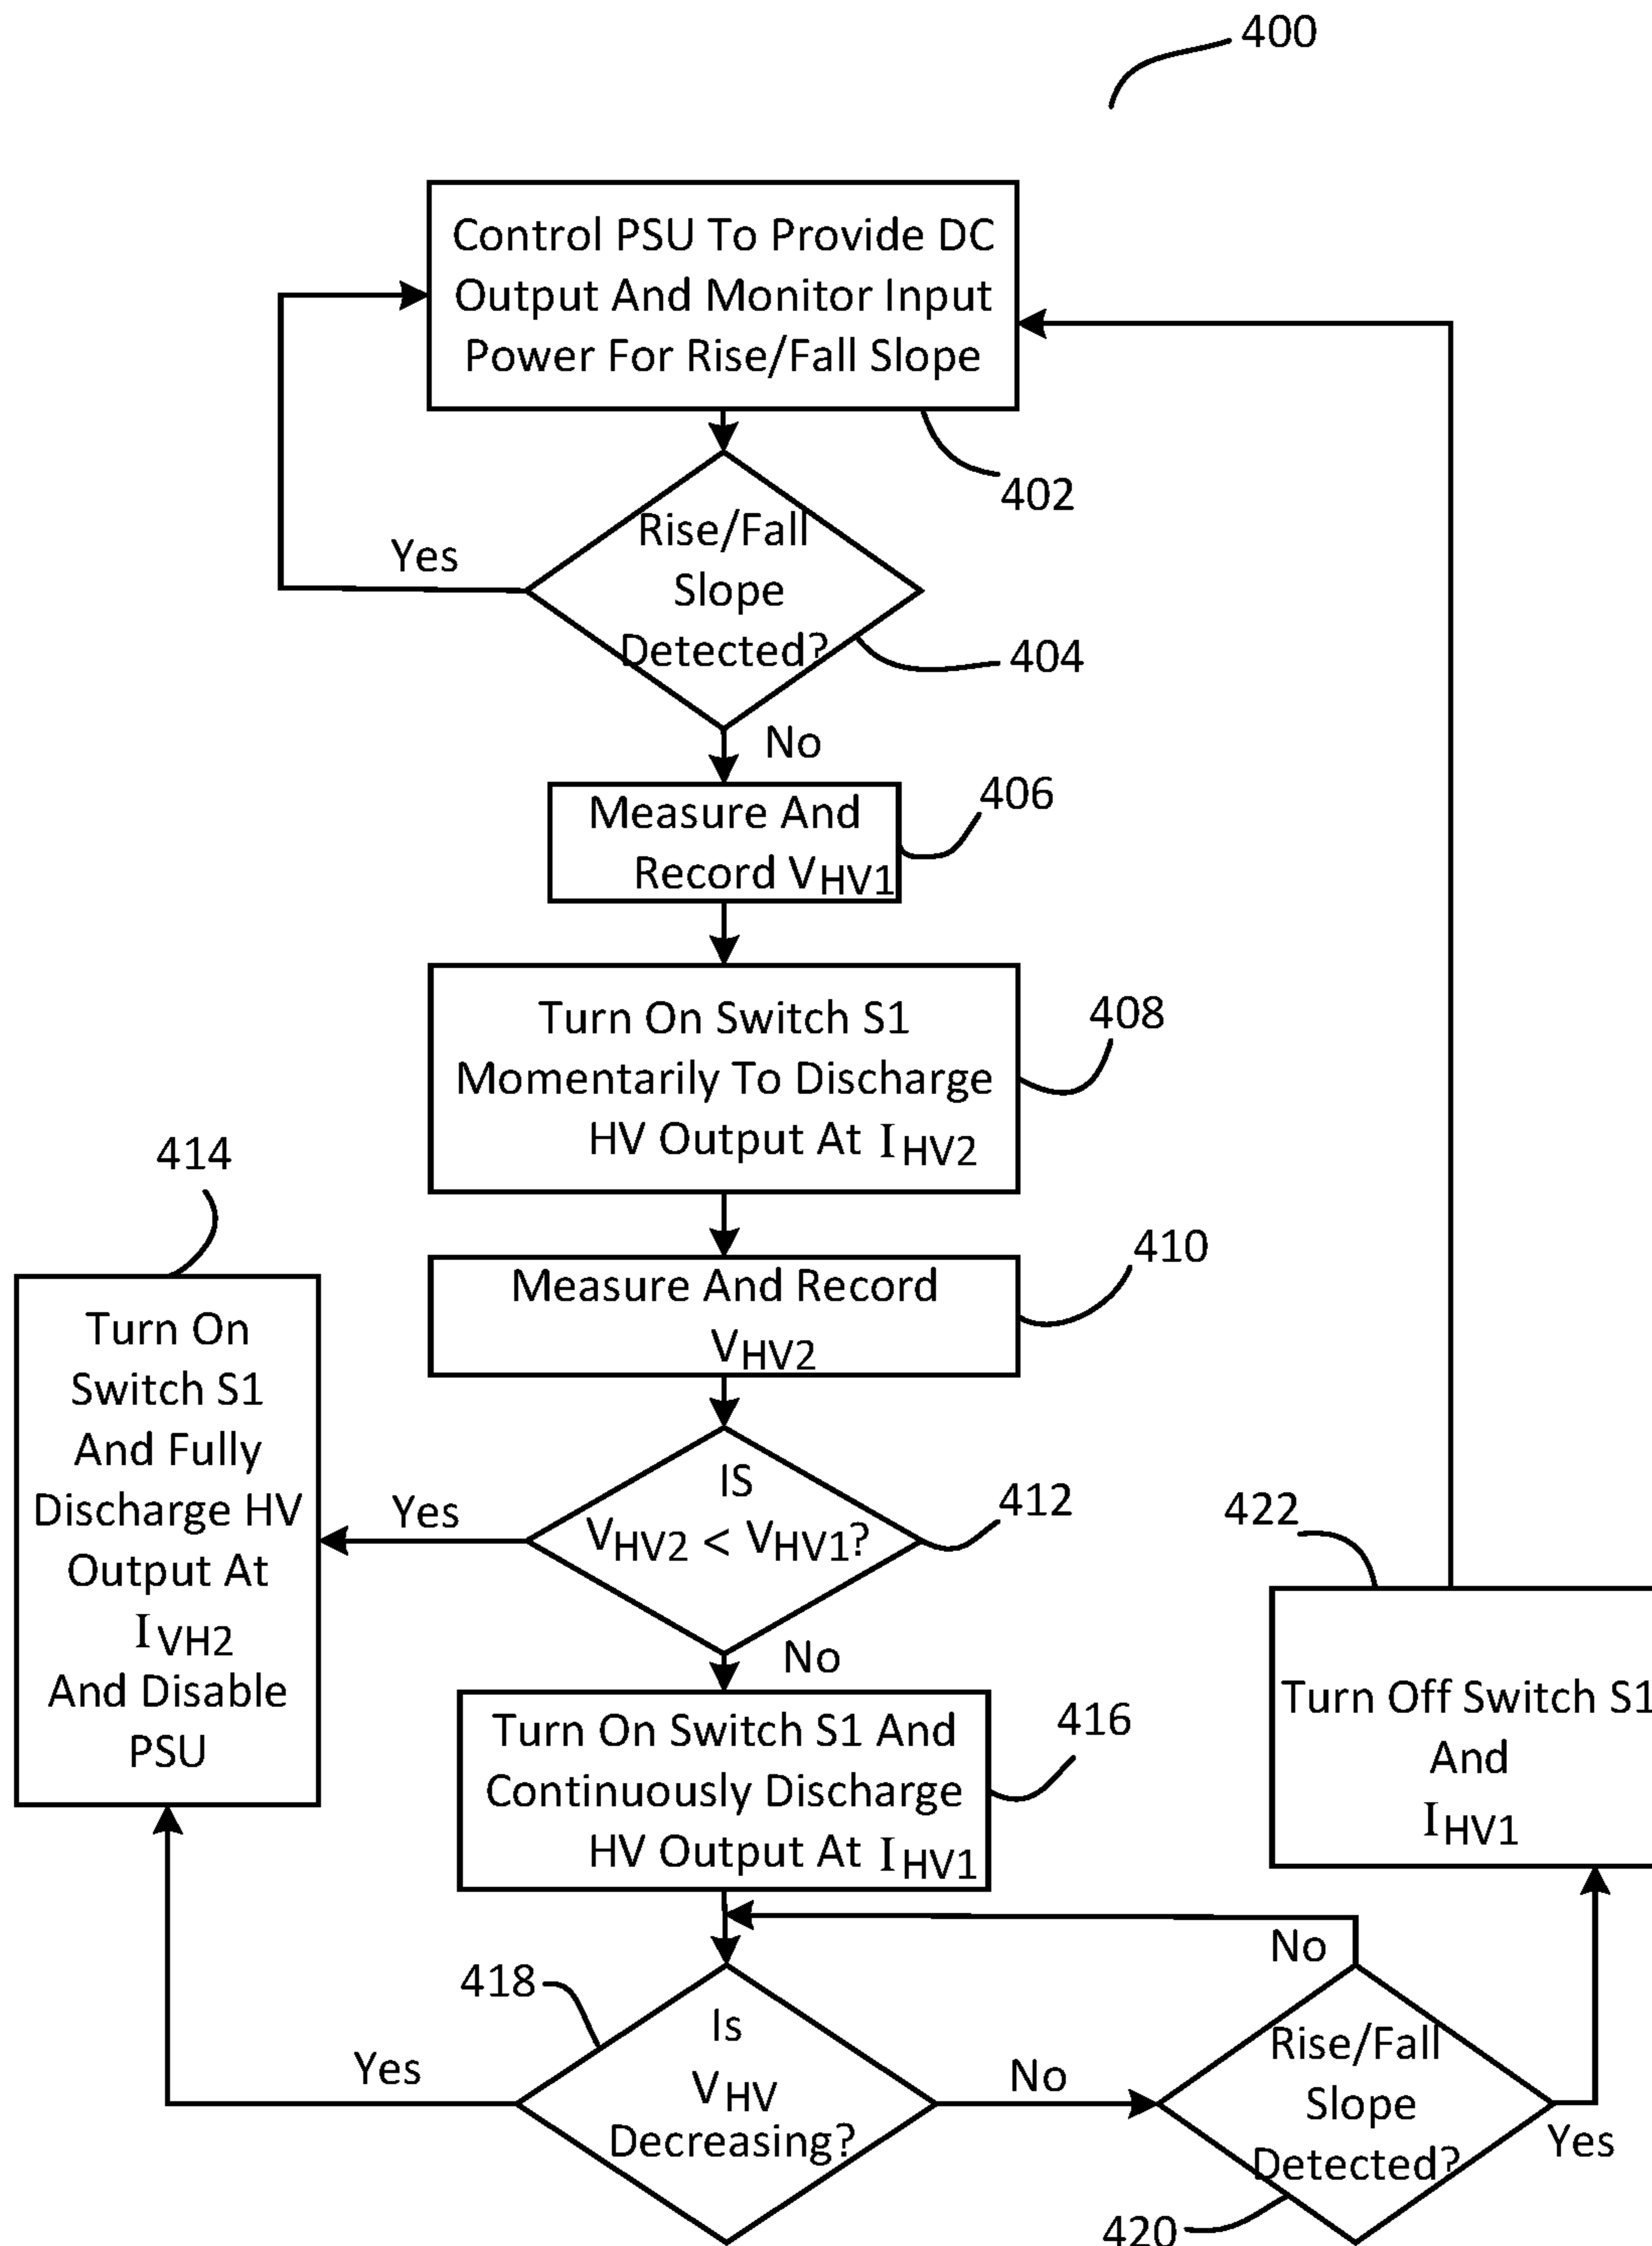 400
Control PSU To Provide DC
Output And Monitor Input
Power For Rise/Fall Slope
402
Rise/Fall
Slope
Detected?
Yes
404
No
Measure And
Record VHV1
406
Turn On Switch S1
Momentarily To Discharge
HV Output At IHV2
408
Measure And Record
VHV2
410
IS
VHV2 < VHV1?
412
Yes
414
Turn On
Switch S1
And Fully
Discharge HV
Output At
IVH2
And Disable
PSU
No
Turn On Switch S1 And
Continuously Discharge
HV Output At IHV1
416
418
Is
VHV
Decreasing?
Yes
No
Rise/Fall
Slope
Detected?
420
No
Yes
422
Turn Off Switch S1
And
IHV1